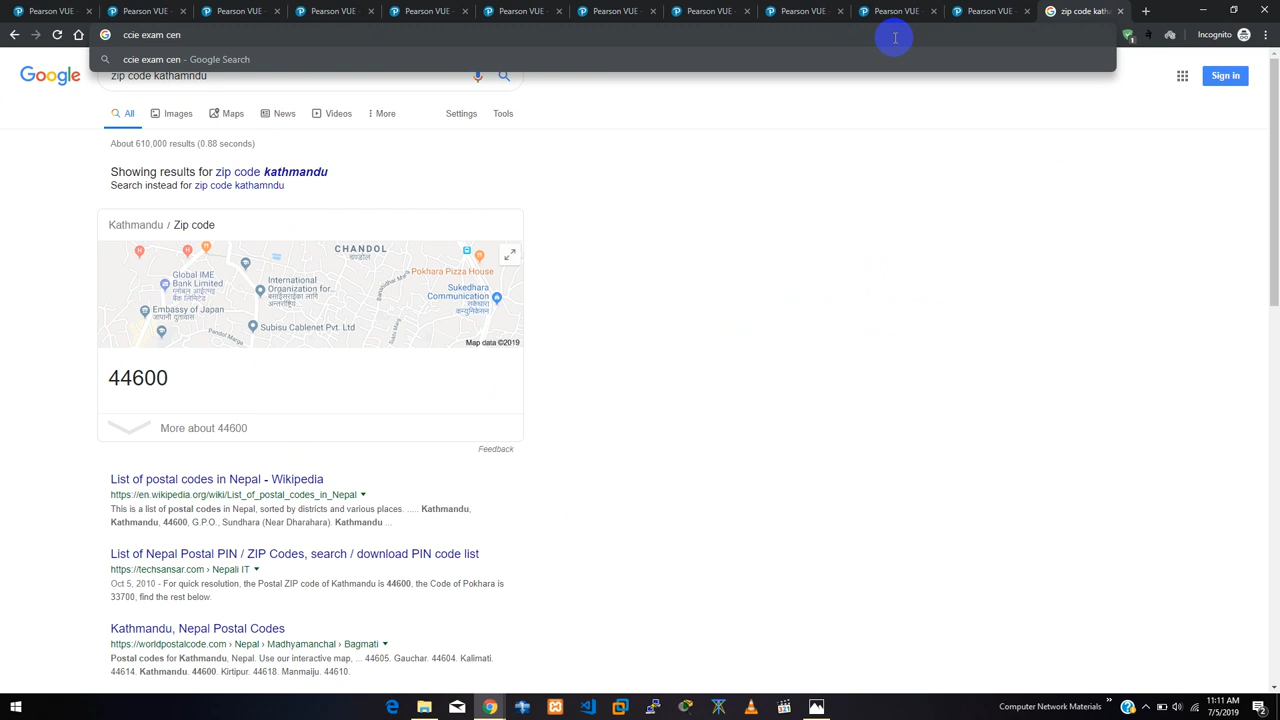 Pearson VUE -
Pearson VUE -
Pearson VUE -
Pearson VUE -
Pearson VUE -
Pearson VUE -
Pearson VUE -
Pearson VUE -
Pearson VUE -
Pearson VUE -
Pearson VUE -
zip code kath
ccie exam cen
Incognito
ccie exam cen - Google Search
Google
zip code kathamndu
Sign in
All
Images
Maps
News
Videos
More
Settings
Tools
About 610,000 results (0.88 seconds)
Showing results for zip code kathmandu
Search instead for zip code kathamndu
Kathmandu / Zip code
CHANDOL
चण्डोल
Pokhara Pizza House
Global IME
Bank Limited
International
Organization for...
Sukedhara
Communication
Embassy of Japan
Subisu Cablenet Pvt. Ltd
Pandol Marga
Map data ©2019
44600
More about 44600
Feedback
List of postal codes in Nepal - Wikipedia
https://en.wikipedia.org/wiki/List_of_postal_codes_in_Nepal
This is a list of postal codes in Nepal, sorted by districts and various places. ..... Kathmandu,
Kathmandu, 44600, G.P.O., Sundhara (Near Dharahara). Kathmandu ...
List of Nepal Postal PIN / ZIP Codes, search / download PIN code list
https://techsansar.com › Nepali IT
Oct 5, 2010 - For quick resolution, the Postal ZIP code of Kathmandu is 44600, the Code of Pokhara is
33700, find the rest below.
Kathmandu, Nepal Postal Codes
https://worldpostalcode.com › Nepal › Madhyamanchal › Bagmati
Postal codes for Kathmandu, Nepal. Use our interactive map, ... 44605. Gauchar. 44604. Kalimati.
44614. Kathmandu. 44600. Kirtipur. 44618. Manmaiju. 44610.
Computer Network Materials
11:11 AM
7/5/2019